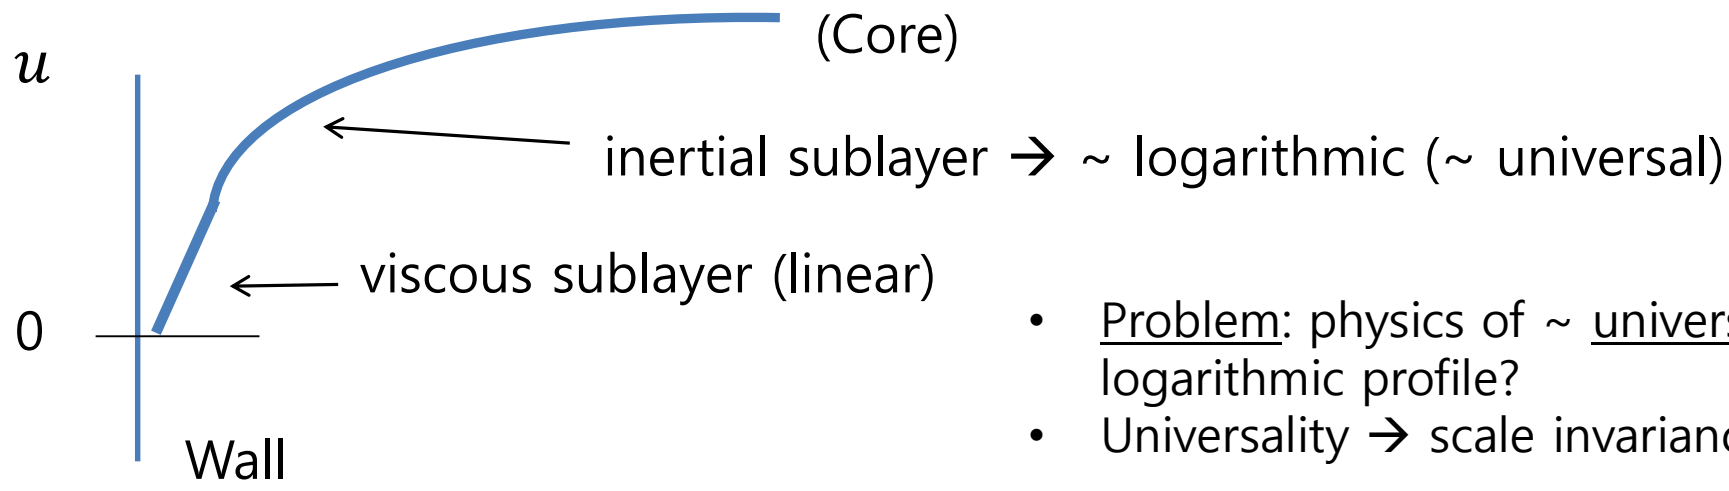 u
(Core)
inertial sublayer → ~ logarithmic (~ universal)
viscous sublayer (linear)
0
Wall
• Problem: physics of ~
logarithmic profile?
• Universality → scale